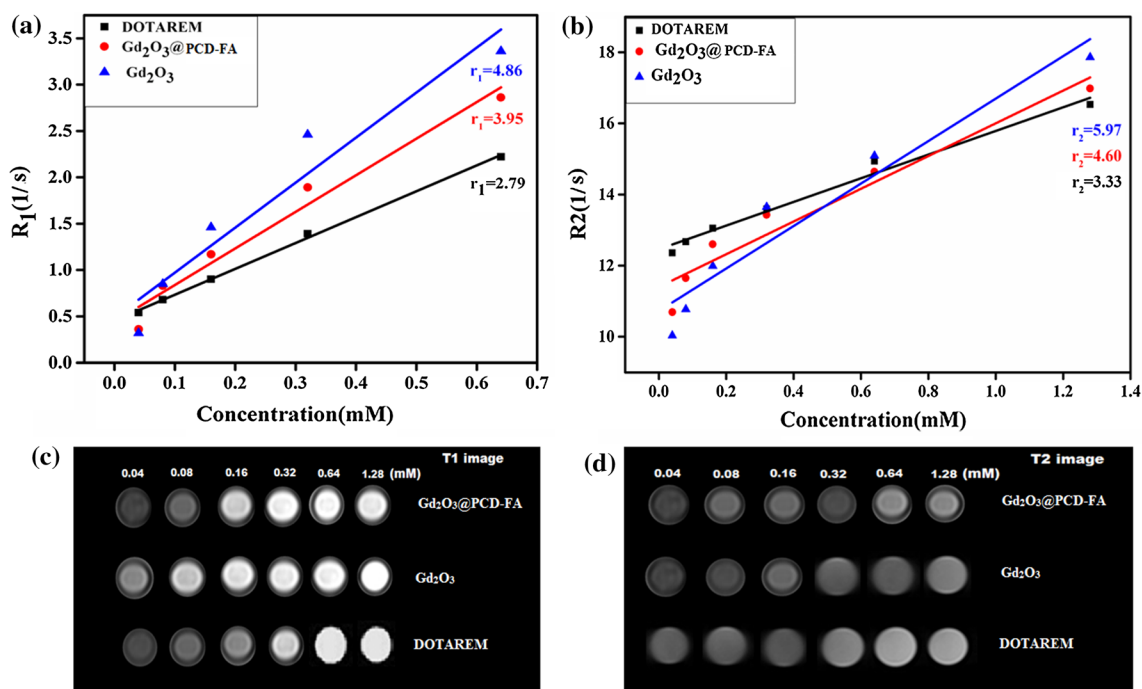 (a)
DOTAREM
Gd2O3@PCD-FA
Gd2O3
r1=4.86
r1=3.95
r1=2.79
R1(1/ s)
3.5
3.0
2.5
2.0
1.5
1.0
0.5
0.0
0.0 0.1 0.2 0.3 0.4 0.5 0.6 0.7
Concentration(mM)
(b)
DOTAREM
Gd2O3@PCD-FA
Gd2O3
r2=5.97
r2=4.60
r2=3.33
R2(1/s)
18
16
14
12
10
0.0 0.2 0.4 0.6 0.8 1.0 1.2 1.4
Concentration(mM)
(c)
T1 image
0.04 0.08 0.16 0.32 0.64 1.28 (mM)
Gd2O3@PCD-FA
Gd2O3
DOTAREM
(d)
T2 image
0.04 0.08 0.16 0.32 0.64 1.28 (mM)
Gd2O3@PCD-FA
Gd2O3
DOTAREM